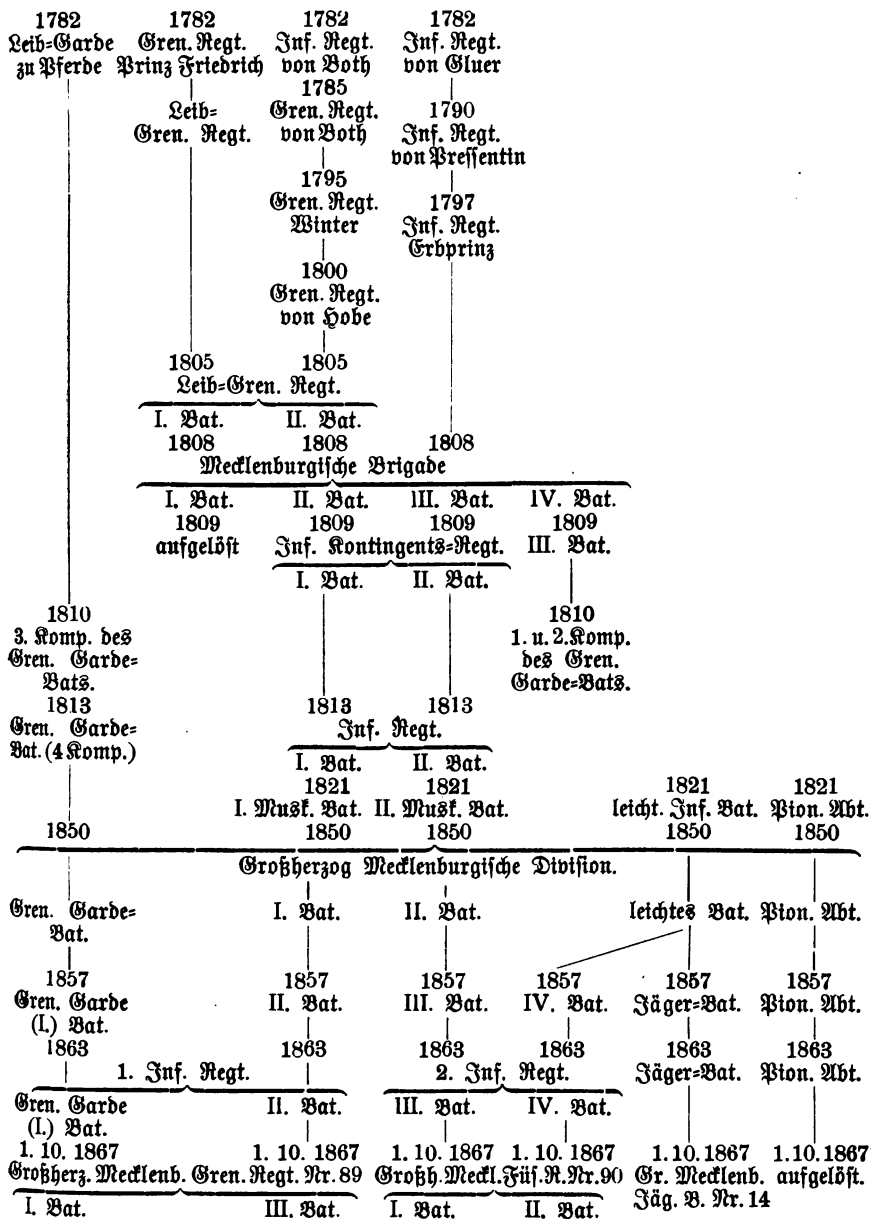 1782 1782 1782 1782
Leib=Garde Gren. Regt. Inf. Regt. Inf. Regt.
zu Pferde Prinz Friedrich von Both von Gluer
1785
Leib= Gren. Regt. 1790
Gren. Regt. von Both Inf. Regt.
von Pressentin
1795
Gren. Regt. 1797
Winter Inf. Regt.
Erbprinz
1800
Gren. Regt.
von Hobe
1805 1805
Leib=Gren. Regt.
I. Bat. II. Bat.
1808 1808 1808
Mecklenburgische Brigade
I. Bat. II. Bat. III. Bat. IV. Bat.
1809 1809 1809 1809
aufgelöst Inf. Kontingents=Regt. III. Bat.
I. Bat. II. Bat.
1810 1810
3. Komp. des 1. u. 2. Komp.
Gren. Garde= des Gren.
Bats. Garde=Bats.
1813 1813 1813
Gren. Garde= Inf. Regt.
Bat. (4 Komp.)
I. Bat. II. Bat.
1821 1821 1821 1821
I. Musk. Bat. II. Musk. Bat. leicht. Inf. Bat. Pion. Abt.
1850 1850 1850 1850 1850
Großherzog Mecklenburgische Division.
Gren. Garde= I. Bat. II. Bat. leichtes Bat. Pion. Abt.
Bat.
1857 1857 1857 1857 1857 1857
Gren. Garde II. Bat. III. Bat. IV. Bat. Jäger=Bat. Pion. Abt.
(I.) Bat.
1863 1863 1863 1863 1863 1863
1. Inf. Regt. 2. Inf. Regt. Jäger=Bat. Pion. Abt.
Gren. Garde II. Bat. III. Bat. IV. Bat.
(I.) Bat.
1. 10. 1867 1. 10. 1867 1. 10. 1867 1. 10. 1867 1.10.1867 1.10.1867
Großherz. Mecklenb. Gren. Regt. Nr. 89 Großh. Meckl. Füs. R. Nr. 90 Gr. Mecklenb. aufgelöst.
Jäg. B. Nr. 14
I. Bat. III. Bat. I. Bat. II. Bat.